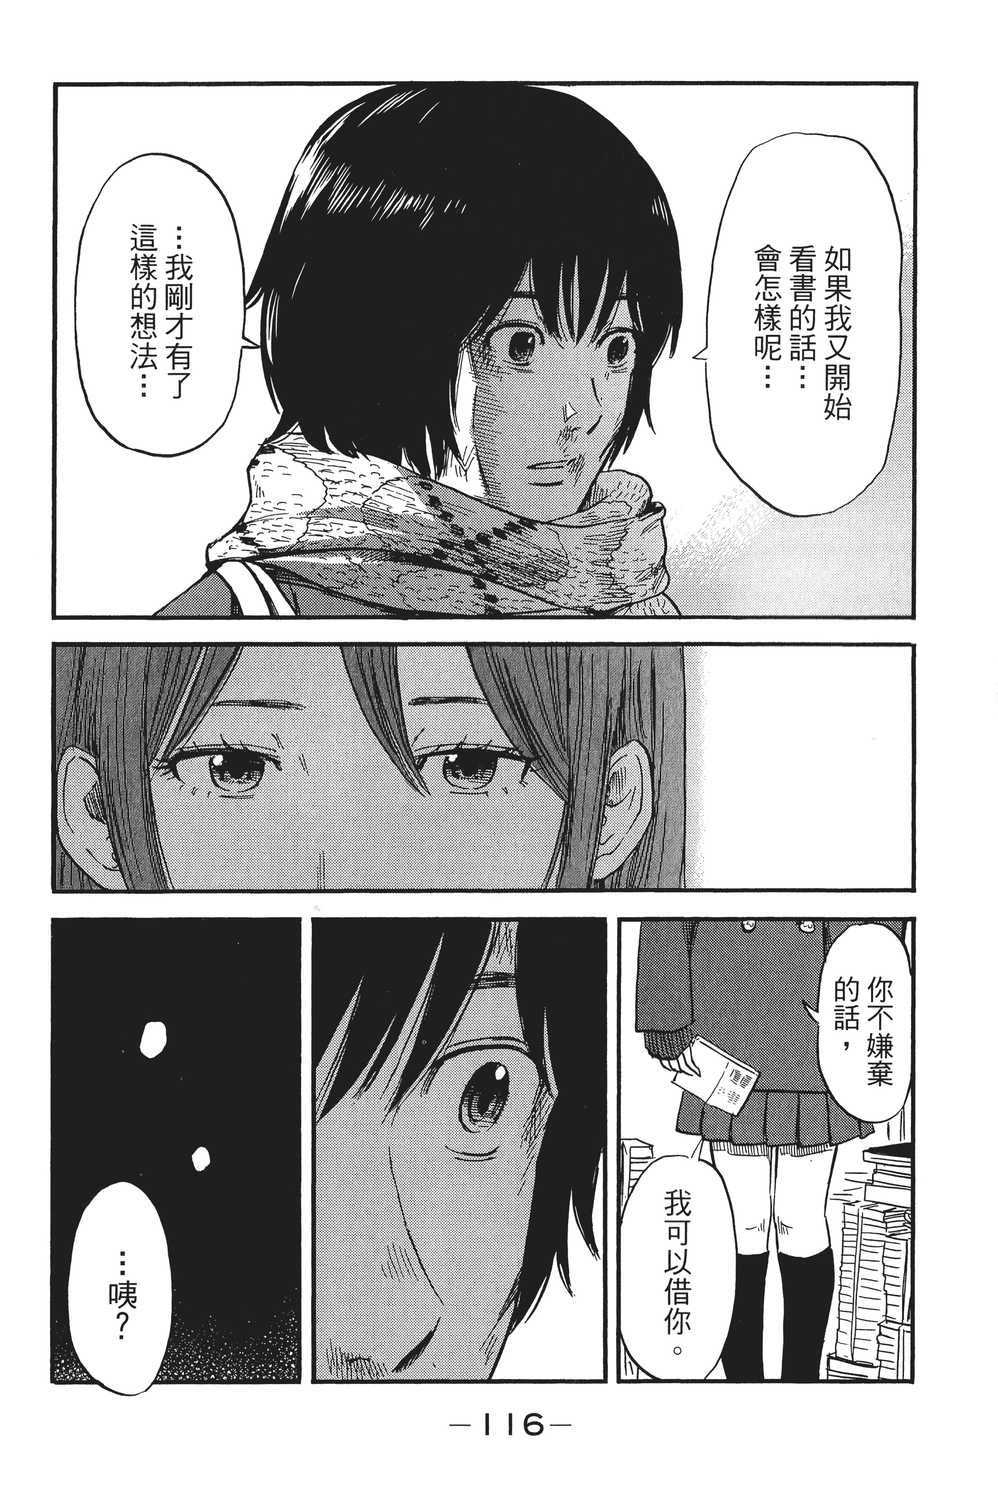 如果我又開始
看書的話…
會怎樣呢…
…我剛才有了
這樣的想法…
你不嫌棄
的話，
我可以借你。
…咦?
—116—